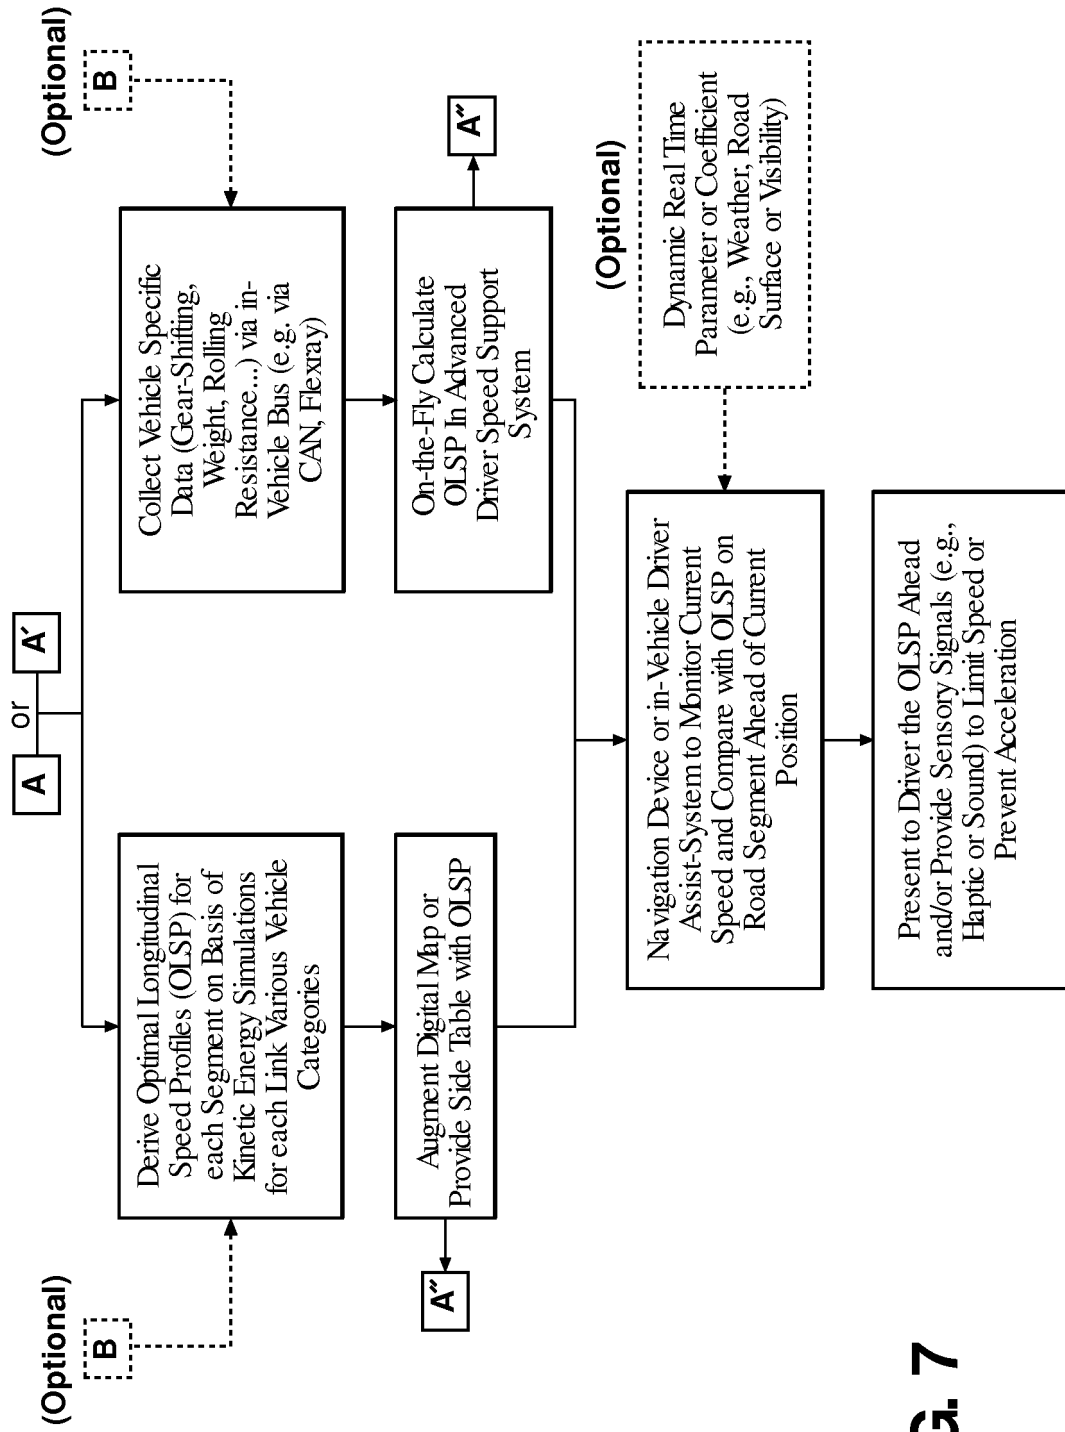 (Optional)
B
A
or
A′
(Optional)
B
Derive Optimal Longitudinal
Speed Profiles (OLSP) for
each Segment on Basis of
Kinetic Energy Simulations
for each Link Various Vehicle
Categories
Collect Vehicle Specific
Data (Gear-Shifting,
Weight, Rolling
Resistance...) via in-
Vehicle Bus (e.g. via
CAN, Flexray)
A″
Augment Digital Map or
Provide Side Table with OLSP
On-the-Fly Calculate
OLSP In Advanced
Driver Speed Support
System
A″
(Optional)
Dynamic Real Time
Parameter or Coefficient
(e.g., Weather, Road
Surface or Visibility)
Navigation Device or in-Vehicle Driver
Assist-System to Monitor Current
Speed and Compare with OLSP on
Road Segment Ahead of Current
Position
Present to Driver the OLSP Ahead
and/or Provide Sensory Signals (e.g.,
Haptic or Sound) to Limit Speed or
Prevent Acceleration
G. 7